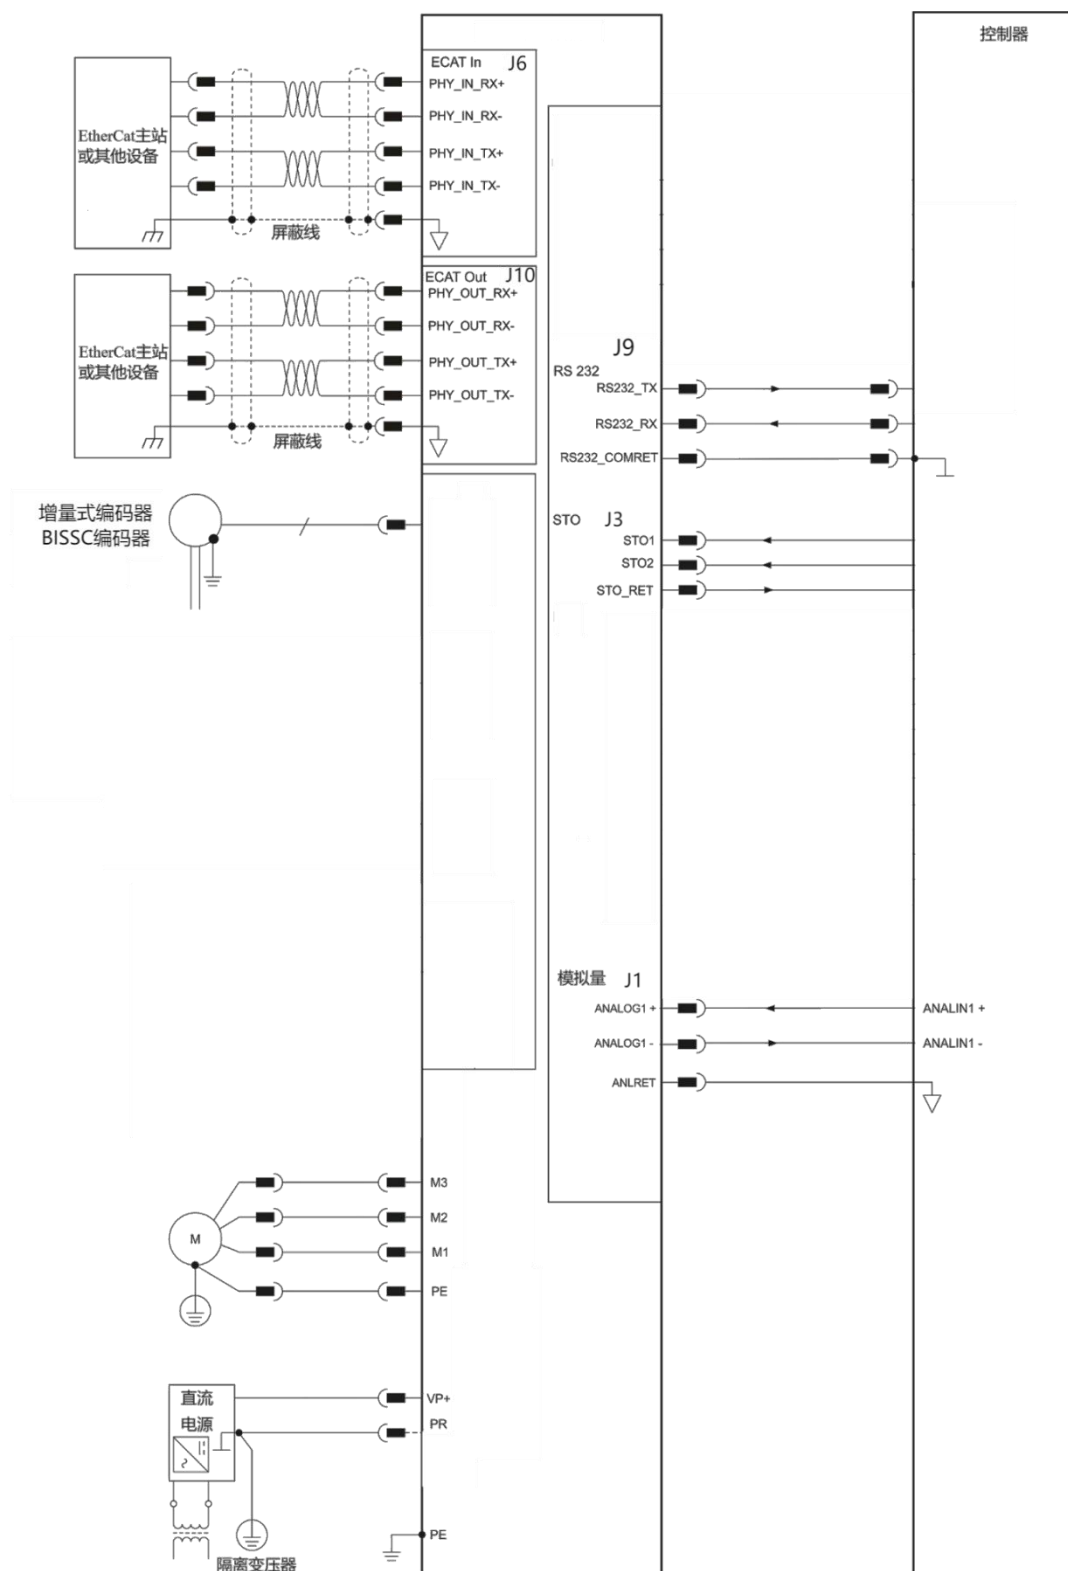 控制器
ECAT In J6
PHY_IN_RX+
PHY_IN_RX-
PHY_IN_TX+
PHY_IN_TX-
EtherCat主站
或其他设备
屏蔽线
ECAT Out J10
PHY_OUT_RX+
PHY_OUT_RX-
PHY_OUT_TX+
PHY_OUT_TX-
EtherCat主站
或其他设备
屏蔽线
J9
RS 232
RS232_TX
RS232_RX
RS232_COMRET
增量式编码器
BISSC编码器
STO J3
STO1
STO2
STO_RET
模拟量 J1
ANALOG1 +
ANALIN1 +
ANALOG1 -
ANALIN1 -
ANLRET
M3
M2
M
M1
PE
直流
电源
VP+
PR
PE
隔离变压器